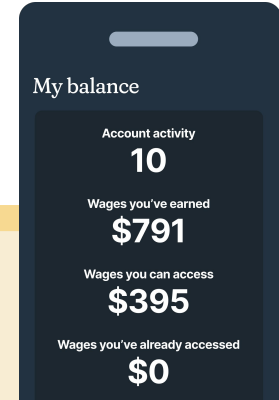 My balance
Account activity
10
Wages you've earned
$791
Wages you can access
$395
Wages you've already accessed
$0